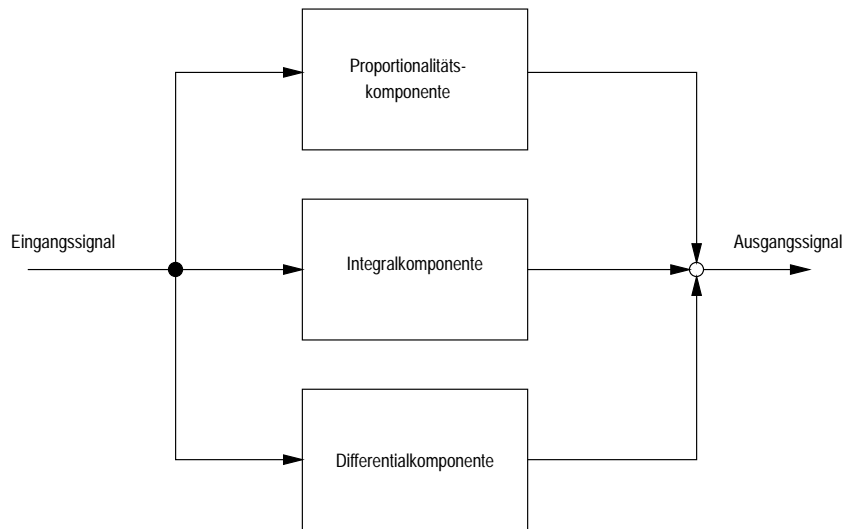 Proportionalitäts-
komponente
Eingangssignal
Integralkomponente
Ausgangssignal
Differentialkomponente